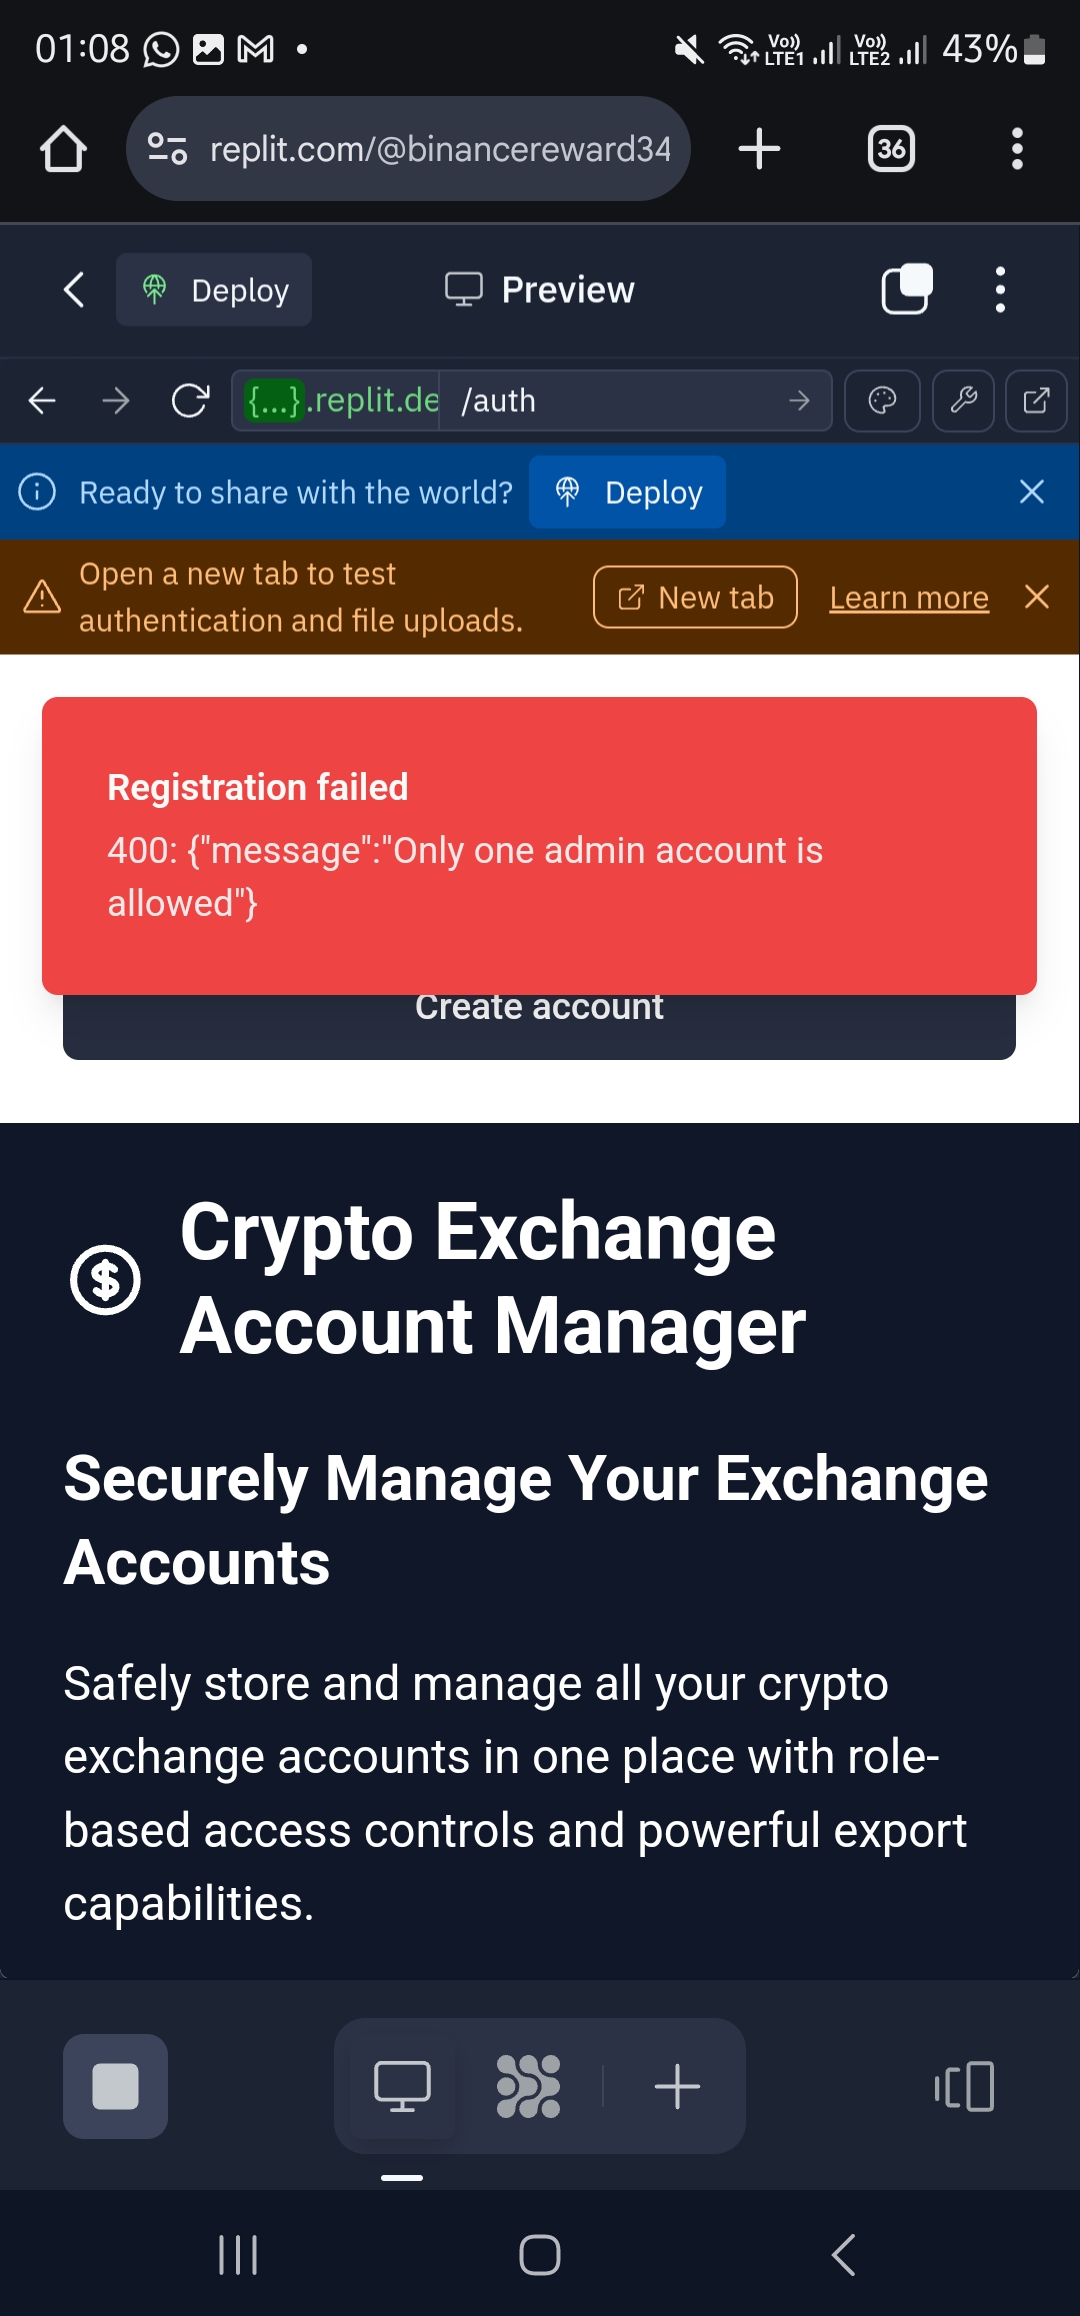 01:08
Vo)) LTE1 Vo)) LTE2 43%
replit.com/@binancereward34
36
Deploy
Preview
{...}.replit.de /auth
Ready to share with the world? Deploy
Open a new tab to test
authentication and file uploads.
New tab Learn more
Registration failed
400: {"message":"Only one admin account is
allowed"}
Create account
Crypto Exchange
Account Manager
Securely Manage Your Exchange
Accounts
Safely store and manage all your crypto
exchange accounts in one place with role-
based access controls and powerful export
capabilities.